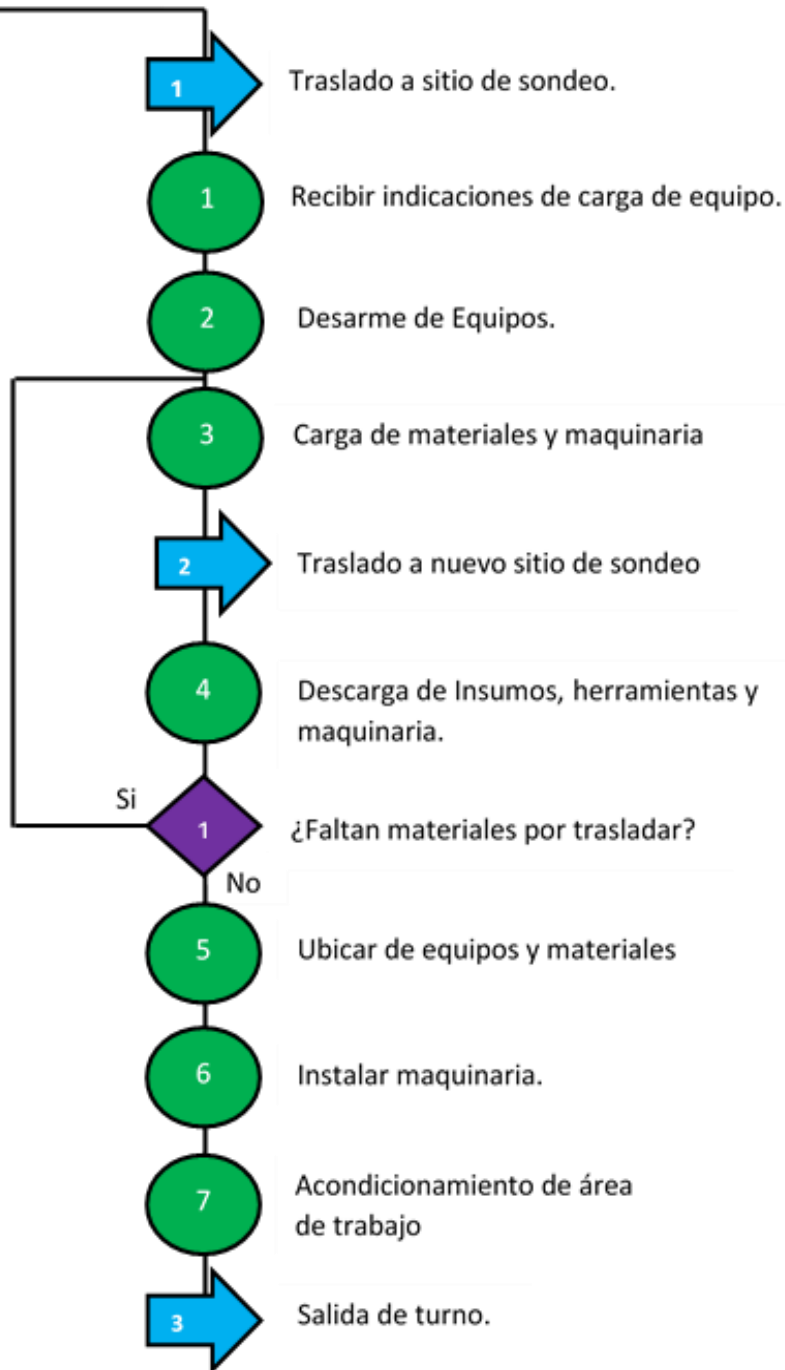 1
Traslado a sitio de sondeo.
1
Recibir indicaciones de carga de equipo.
2
Desarme de Equipos.
3
Carga de materiales y maquinaria
2
Traslado a nuevo sitio de sondeo
4
Descarga de Insumos, herramientas y
maquinaria.
Si
1
¿Faltan materiales por trasladar?
No
5
Ubicar de equipos y materiales
6
Instalar maquinaria.
7
Acondicionamiento de área
de trabajo
3
Salida de turno.